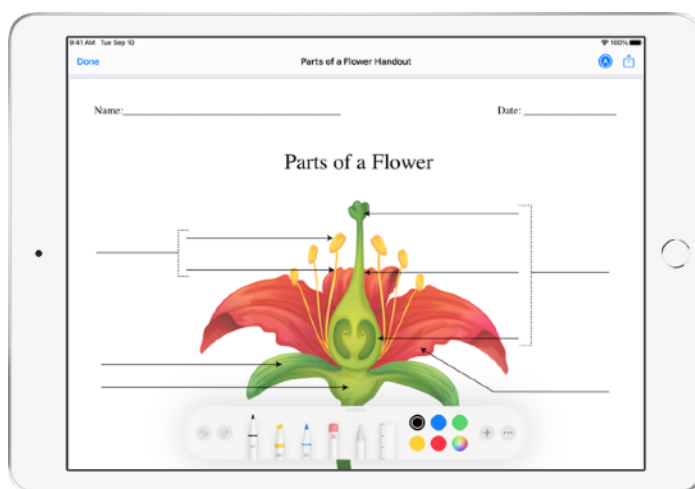 9:41 AM Tue Sep 10
100%
Done
Parts of a Flower Handout
Name:
Date:
Parts of a Flower